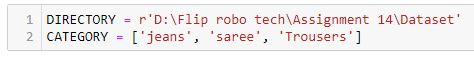 1 DIRECTORY = r'D:\Flip robo tech\Assignment 14\Dataset'
2 CATEGORY = ['jeans', 'saree', 'Trousers']